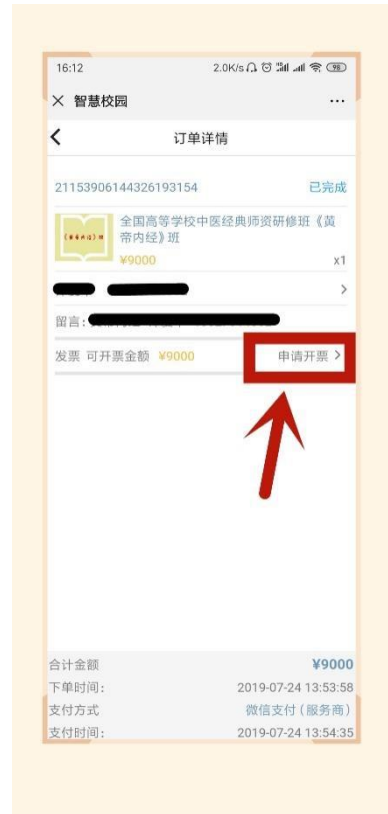 16:12 2.0K/s 98
智慧校园 ...
订单详情
21153906144326193154 已完成
全国高等学校中医经典师资研修班《黄
帝内经》班
¥9000 x1
留言:
发票 可开票金额 ¥9000 申请开票
合计金额 ¥9000
下单时间: 2019-07-24 13:53:58
支付方式 微信支付(服务商)
支付时间: 2019-07-24 13:54:35